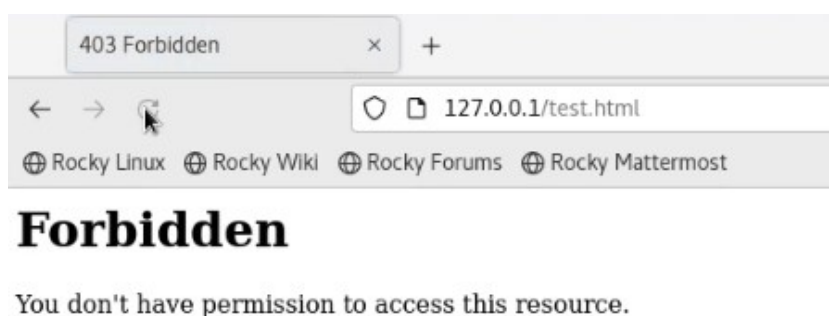 403 Forbidden
127.0.0.1/test.html
Rocky Linux Rocky Wiki Rocky Forums Rocky Mattermost
Forbidden
You don't have permission to access this resource.